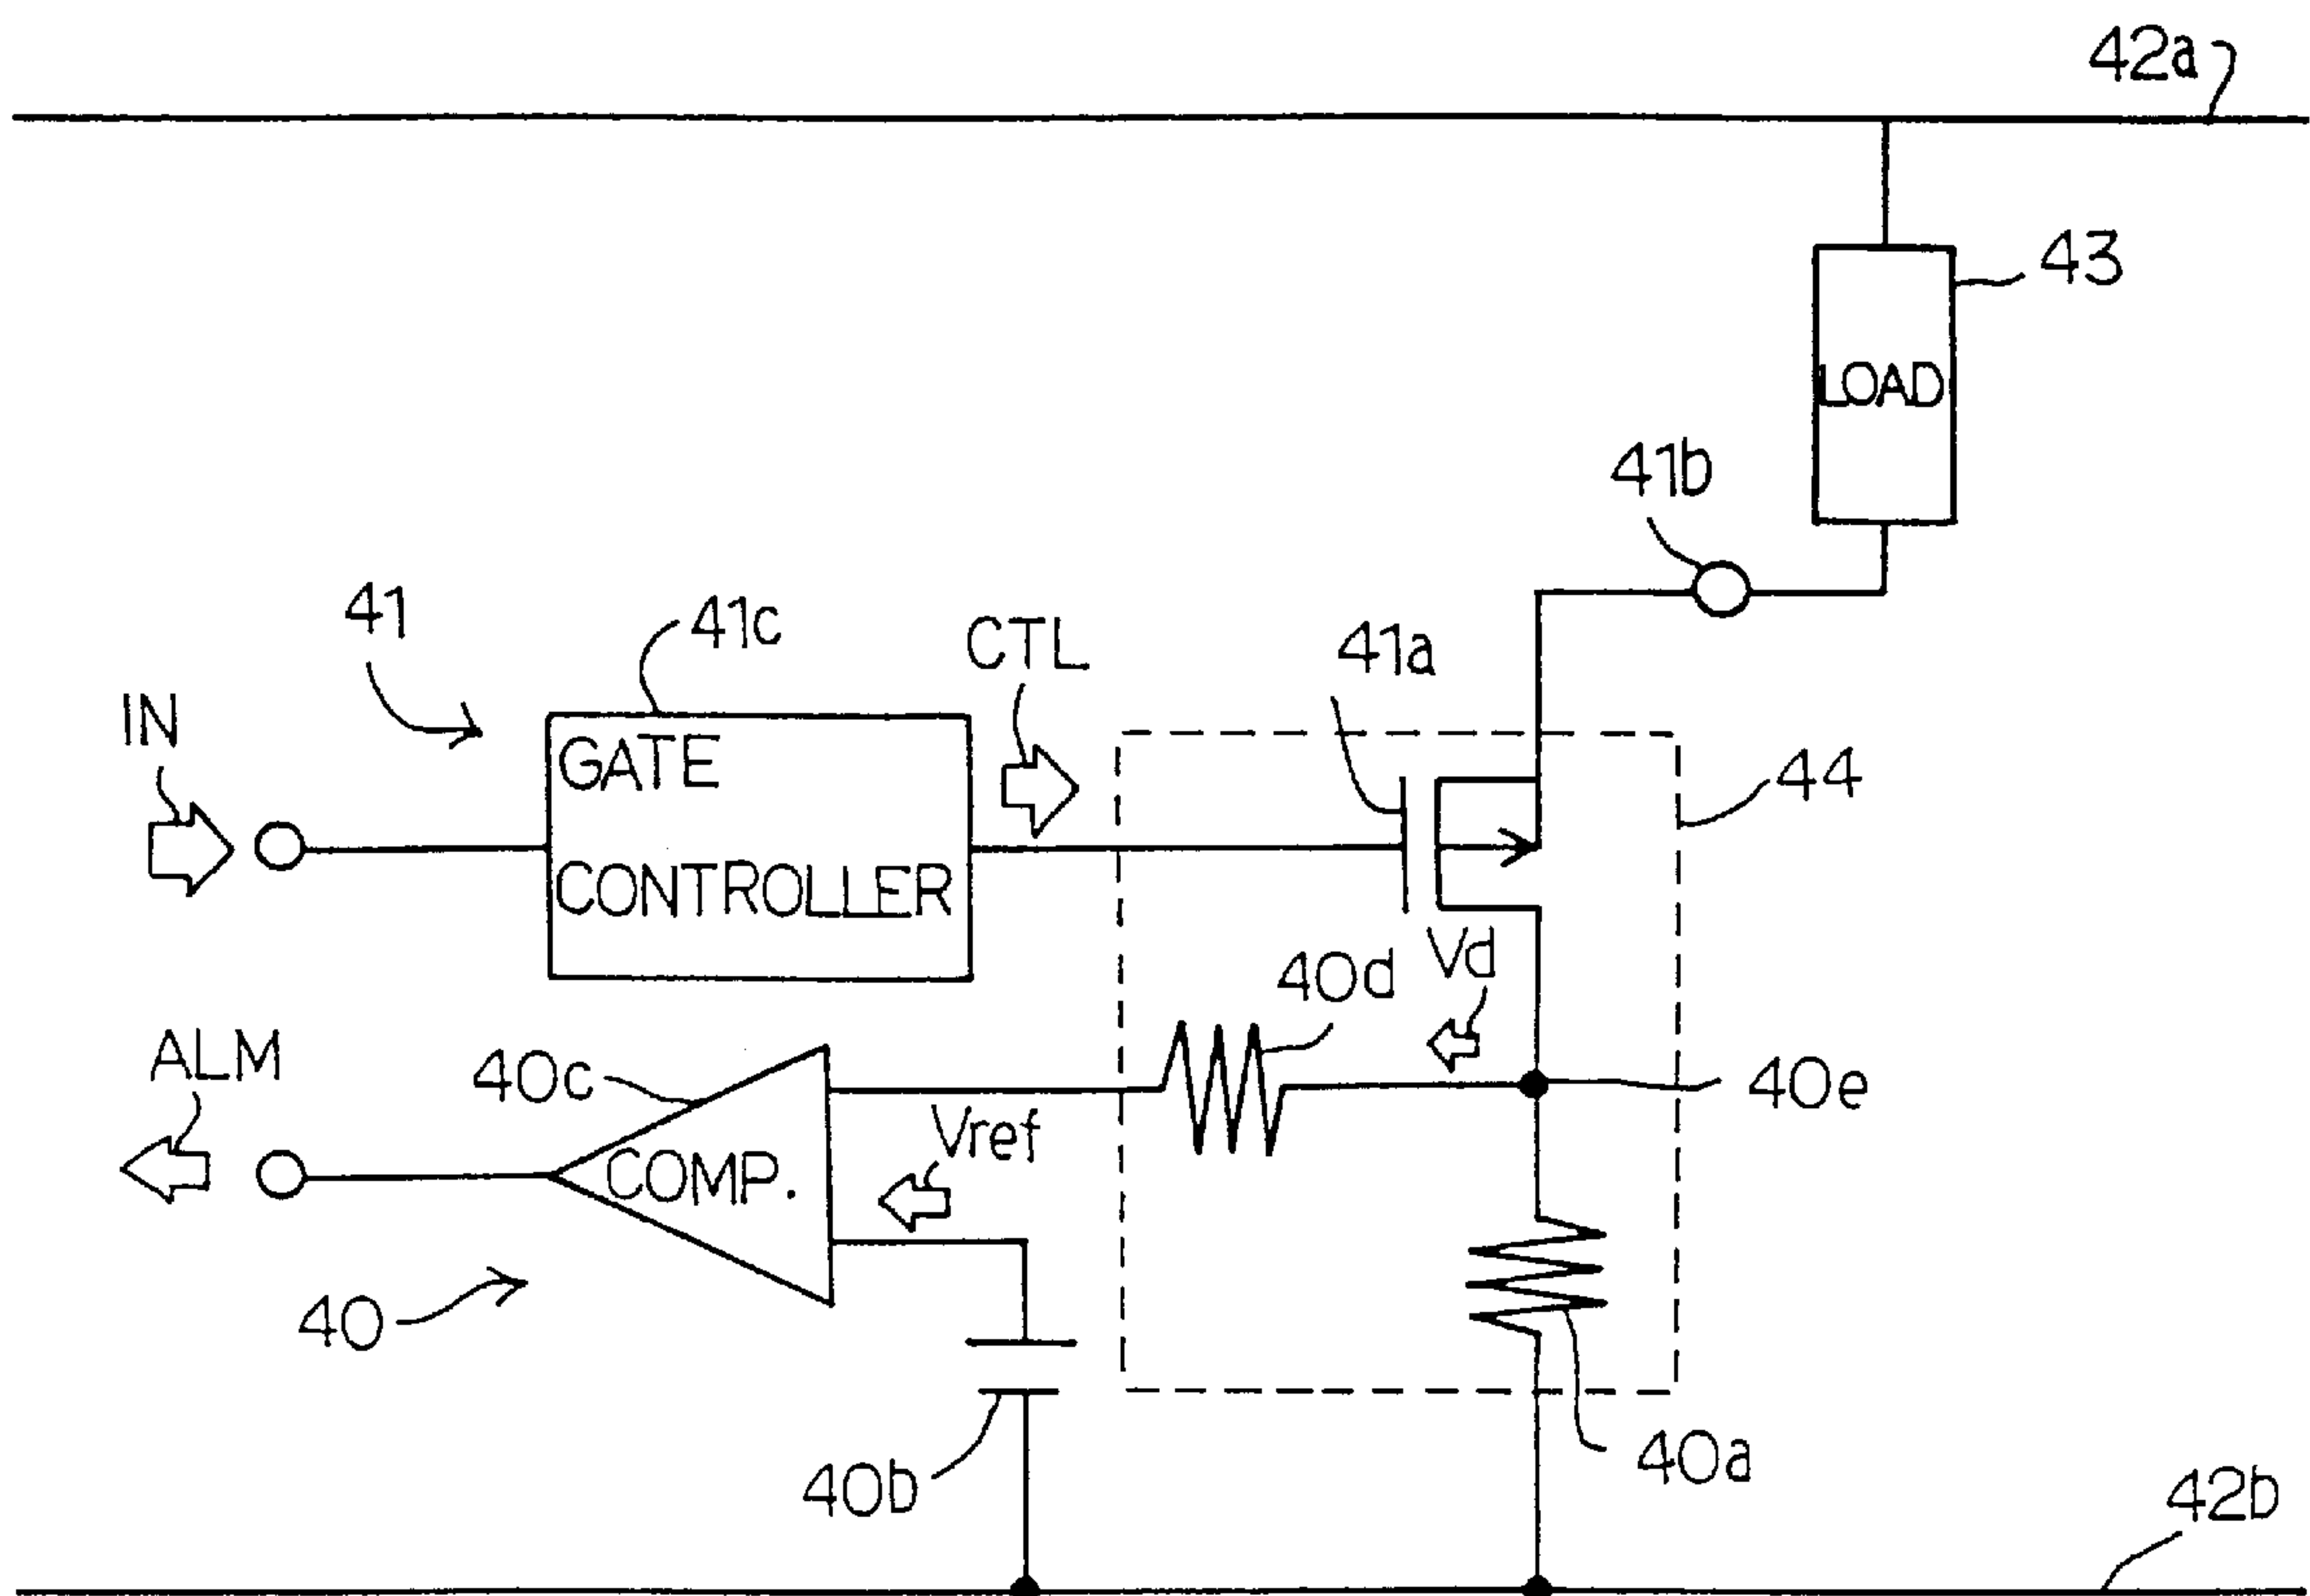 42a
43
LOAD
41b
41
41c
CTL
41a
IN
GATE
CONTROLLER
44
Vd
40d
ALM
40c
40e
Vref
COMP.
40
40b
40a
42b